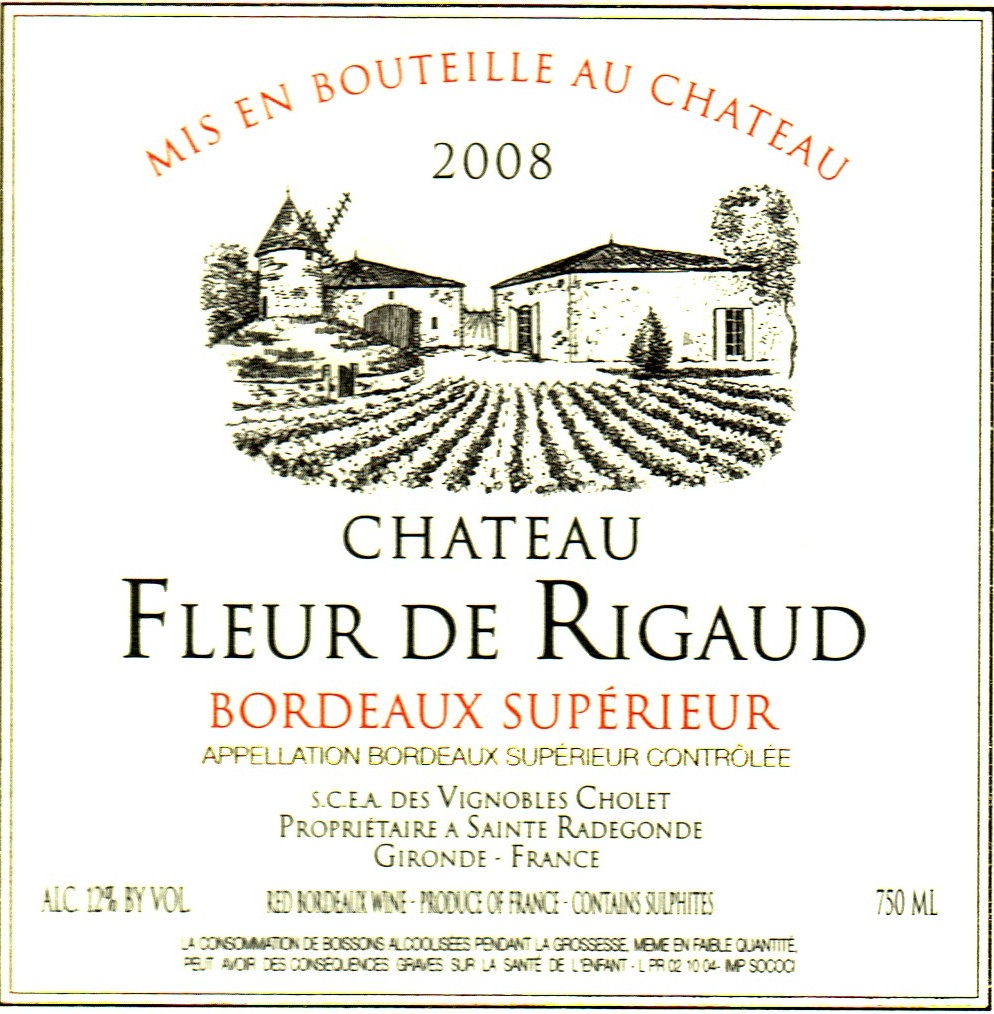 MIS EN BOUTEILLE AU CHATEAU
2008
CHATEAU
FLEUR DE RIGAUD
BORDEAUX SUPÉRIEUR
APPELLATION BORDEAUX SUPÉRIEUR CONTRÔLÉE
S.C.E.A. DES VIGNOBLES CHOLET
PROPRIÉTAIRE A SAINTE RADEGONDE
GIRONDE - FRANCE
ALC. 12% BY VOL. RED BORDEAUX WINE - PRODUCE OF FRANCE - CONTAINS SULPHITES 750 ML
LA CONSOMMATION DE BOISSONS ALCOOLISÉES PENDANT LA GROSSESSE, MEME EN FAIBLE QUANTITÉ,
PEUT AVOIR DES CONSÉQUENCES GRAVES SUR LA SANTÉ DE L'ENFANT - L PR 02 10 04- IMP SOCOCI